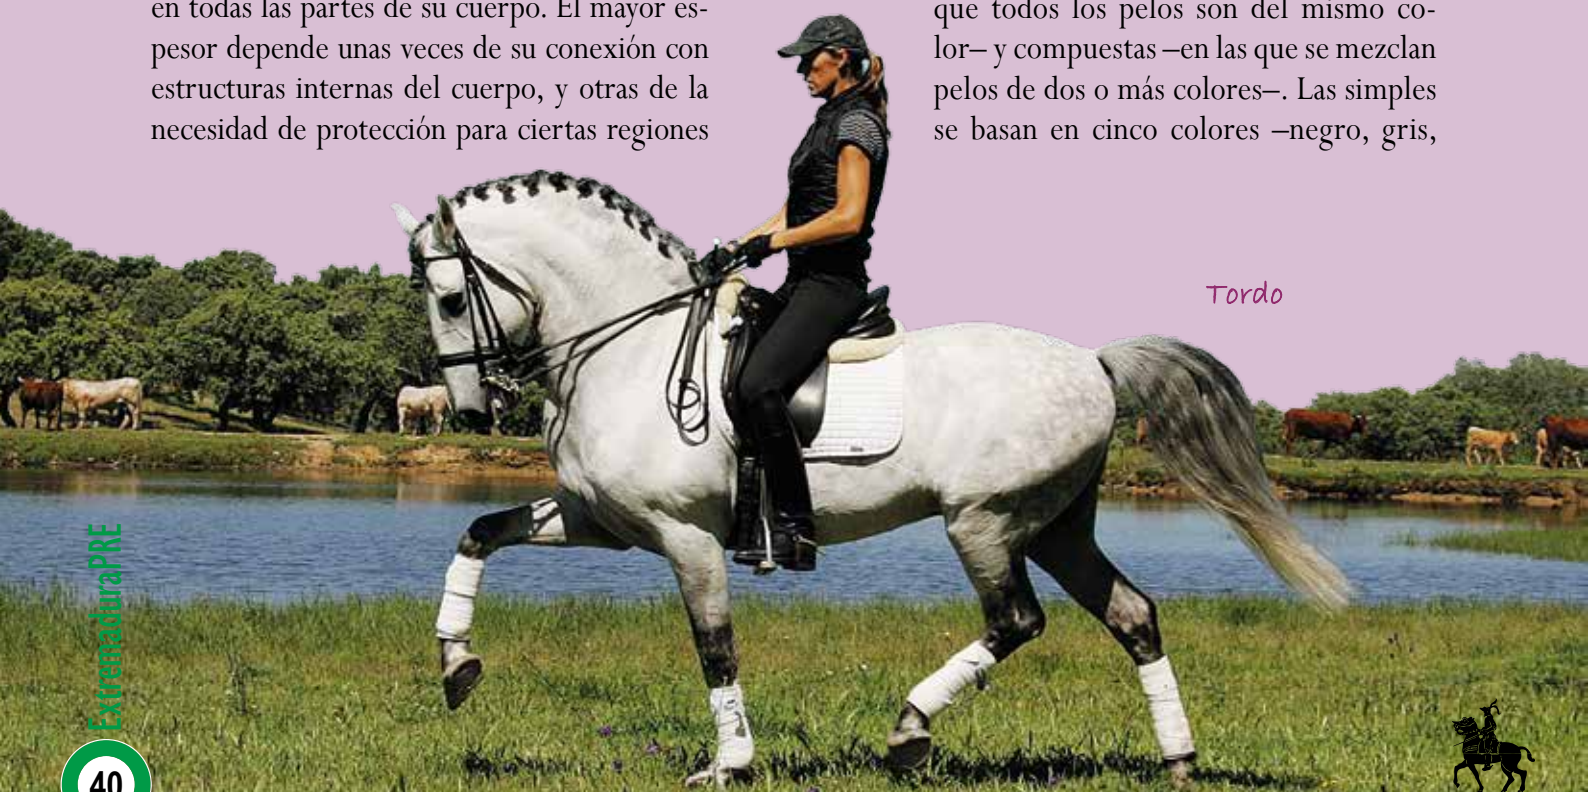 en todas las partes de su cuerpo. El mayor es-
pesor depende unas veces de su conexión con
estructuras internas del cuerpo, y otras de la
necesidad de protección para ciertas regiones
que todos los pelos son del mismo co-
lor– y compuestas –en las que se mezclan
pelos de dos o más colores–. Las simples
se basan en cinco colores –negro, gris,
Tordo
ExtremaduraPRE
40